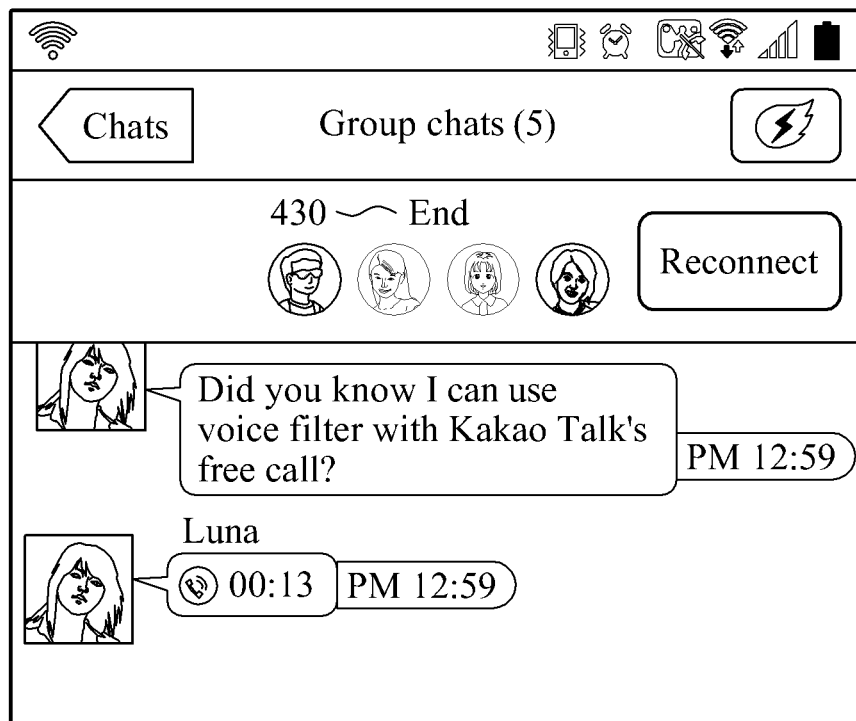 Chats
Group chats (5)
430
End
Reconnect
Did you know I can use
voice filter with Kakao Talk's
free call?
PM 12:59
Luna
00:13
PM 12:59